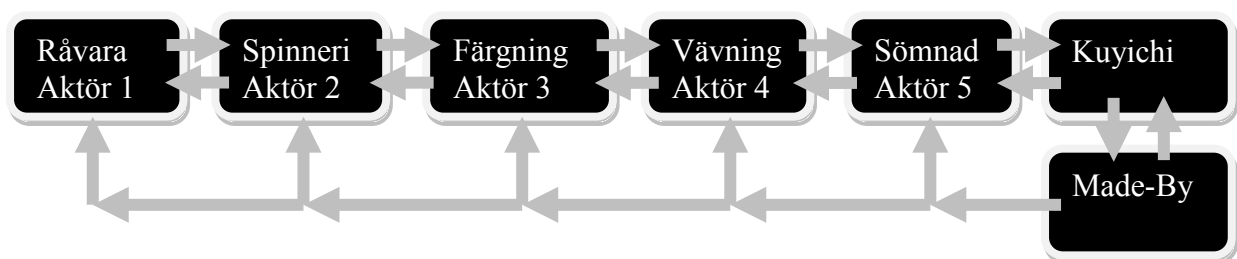 Råvara
Aktör 1
Spinneri
Aktör 2
Färgning
Aktör 3
Vävning
Aktör 4
Sömnad
Aktör 5
Kuyichi
Made-By